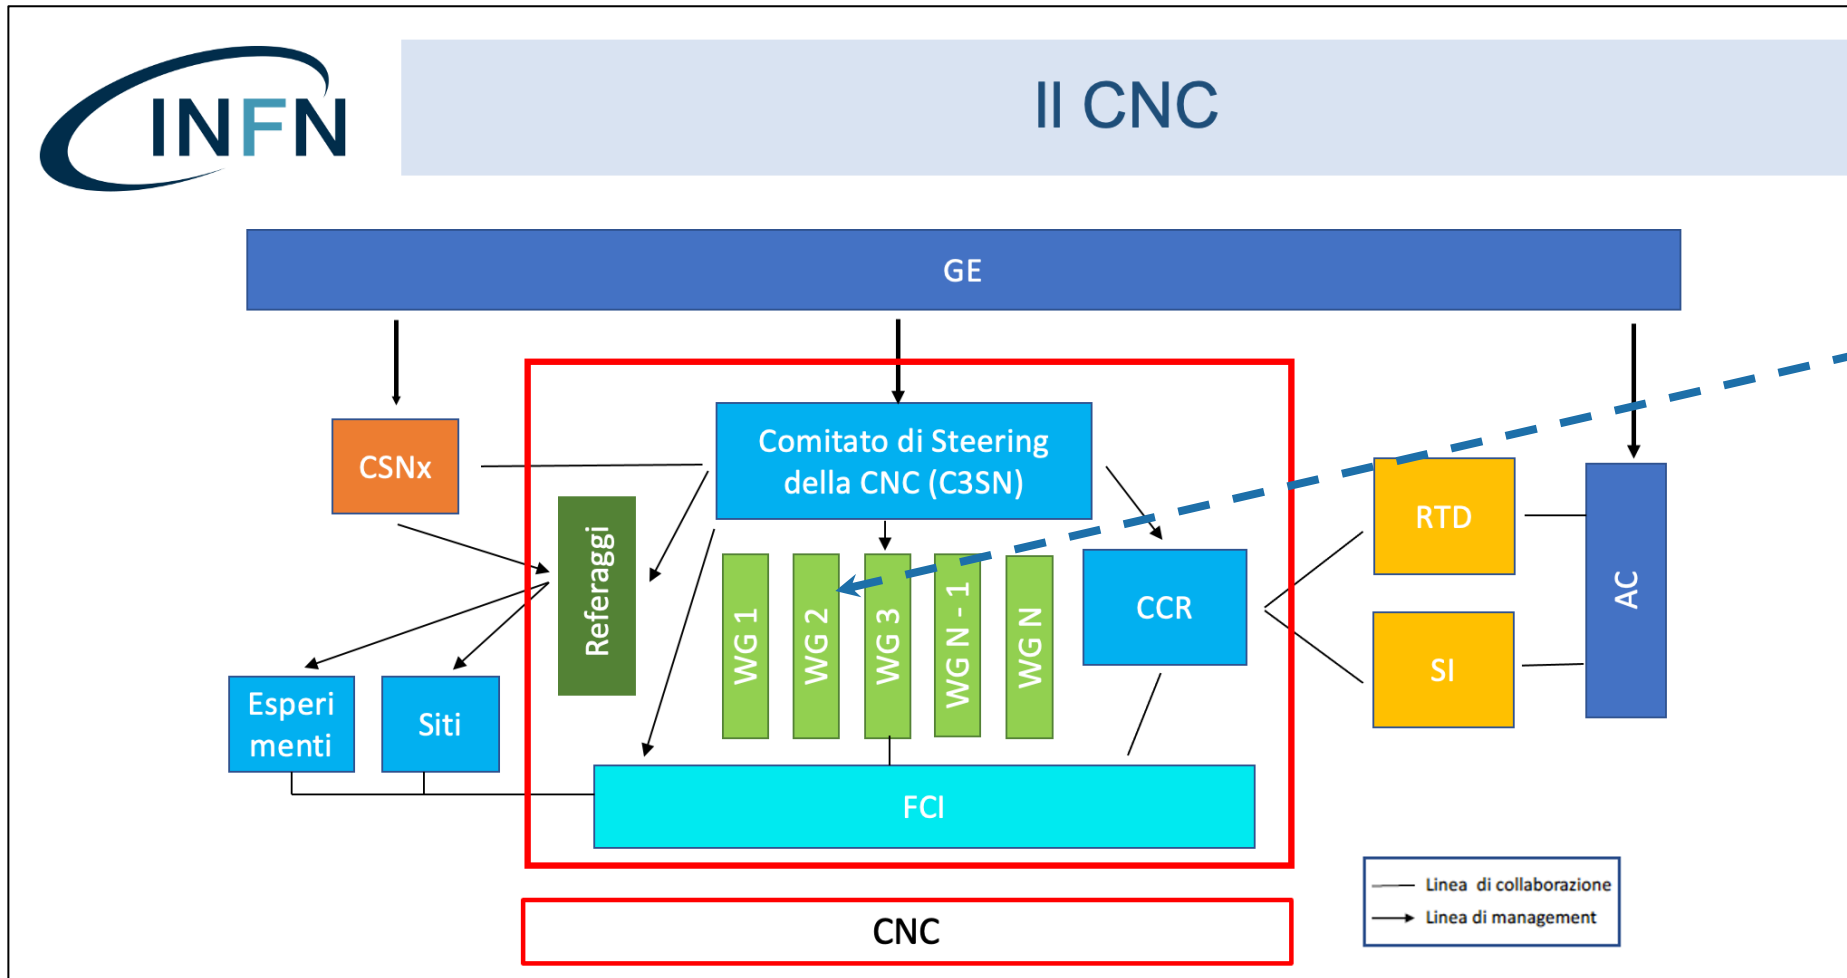 INFN
Il CNC
GE
CSNx
Comitato di Steering
della CNC (C3SN)
Referaggi
WG 1
WG 2
WG 3
WG N - 1
WG N
CCR
RTD
SI
AC
Esperi
menti
Siti
FCI
CNC
Linea di collaborazione
Linea di management